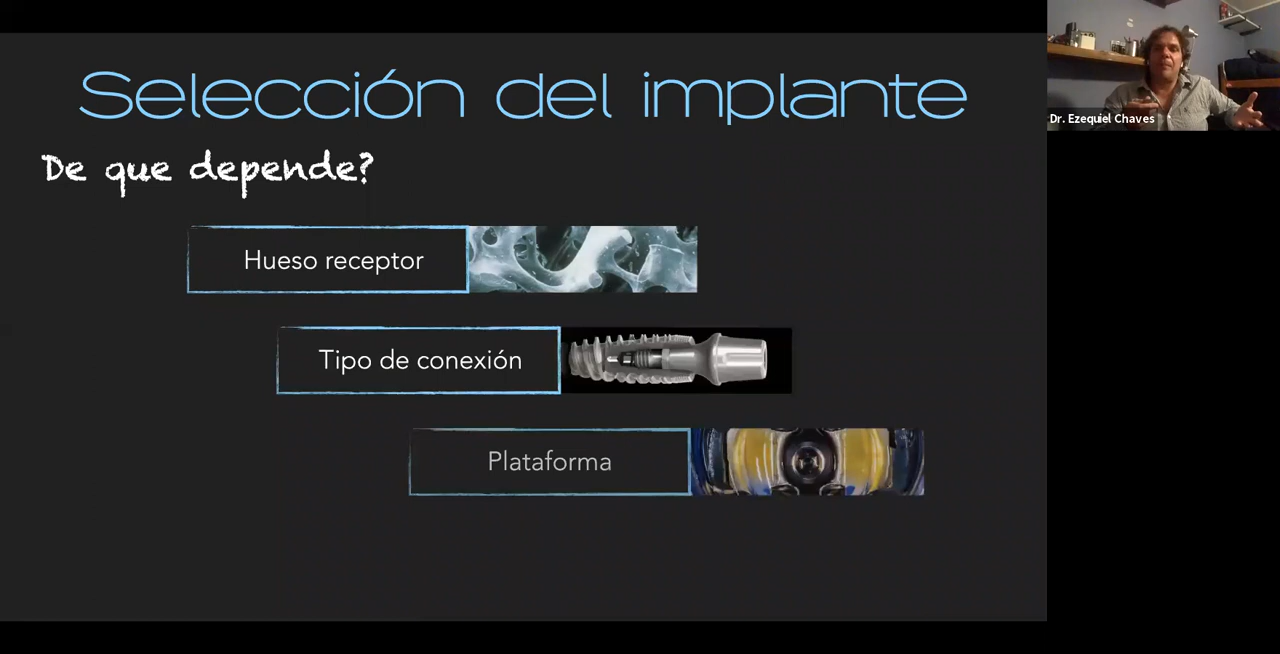 Selección del implante
De que depende?
Hueso receptor
Tipo de conexión
Plataforma
Dr. Ezequiel Chaves